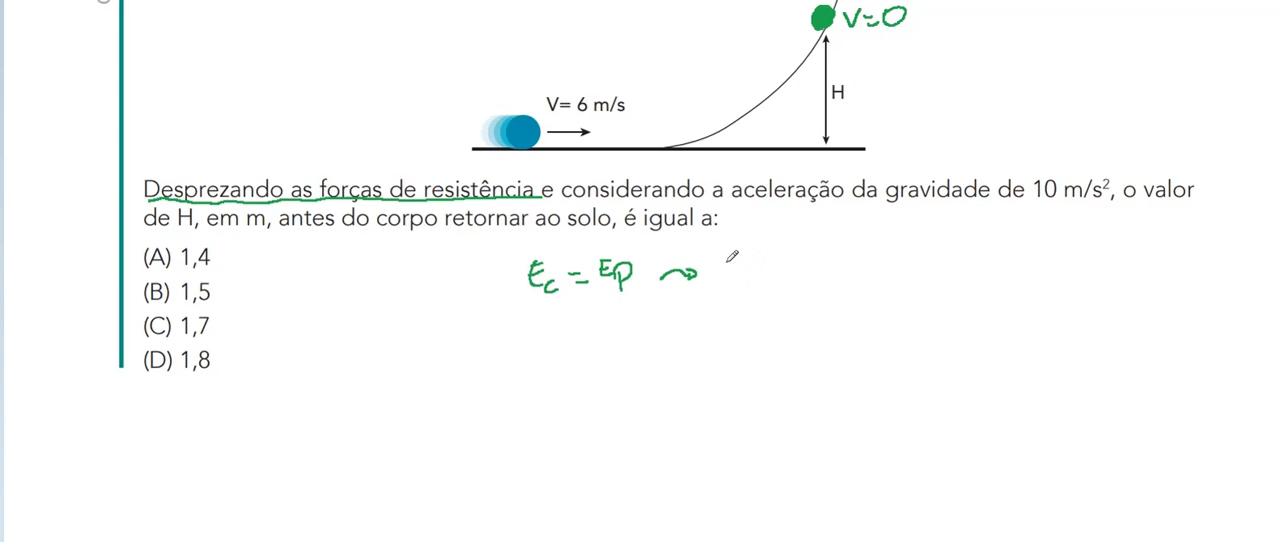 V=0
V= 6 m/s
H
Desprezando as forças de resistência e considerando a aceleração da gravidade de 10 m/s², o valor
de H, em m, antes do corpo retornar ao solo, é igual a:
(A) 1,4
(B) 1,5
(C) 1,7
(D) 1,8
Ec = Ep